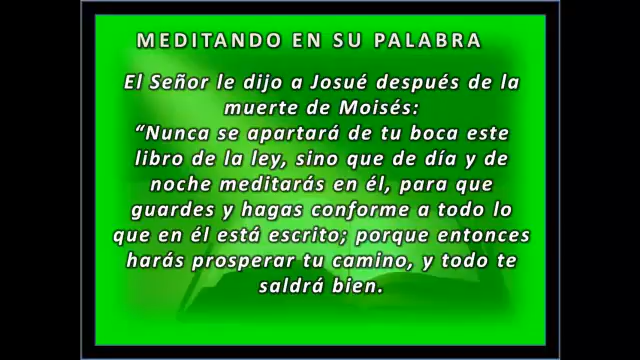 MEDITANDO EN SU PALABRA
El Señor le dijo a Josué después de la
muerte de Moisés:
“Nunca se apartará de tu boca este
libro de la ley, sino que de día y de
noche meditarás en él, para que
guardes y hagas conforme a todo lo
que en él está escrito; porque entonces
harás prosperar tu camino, y todo te
saldrá bien.